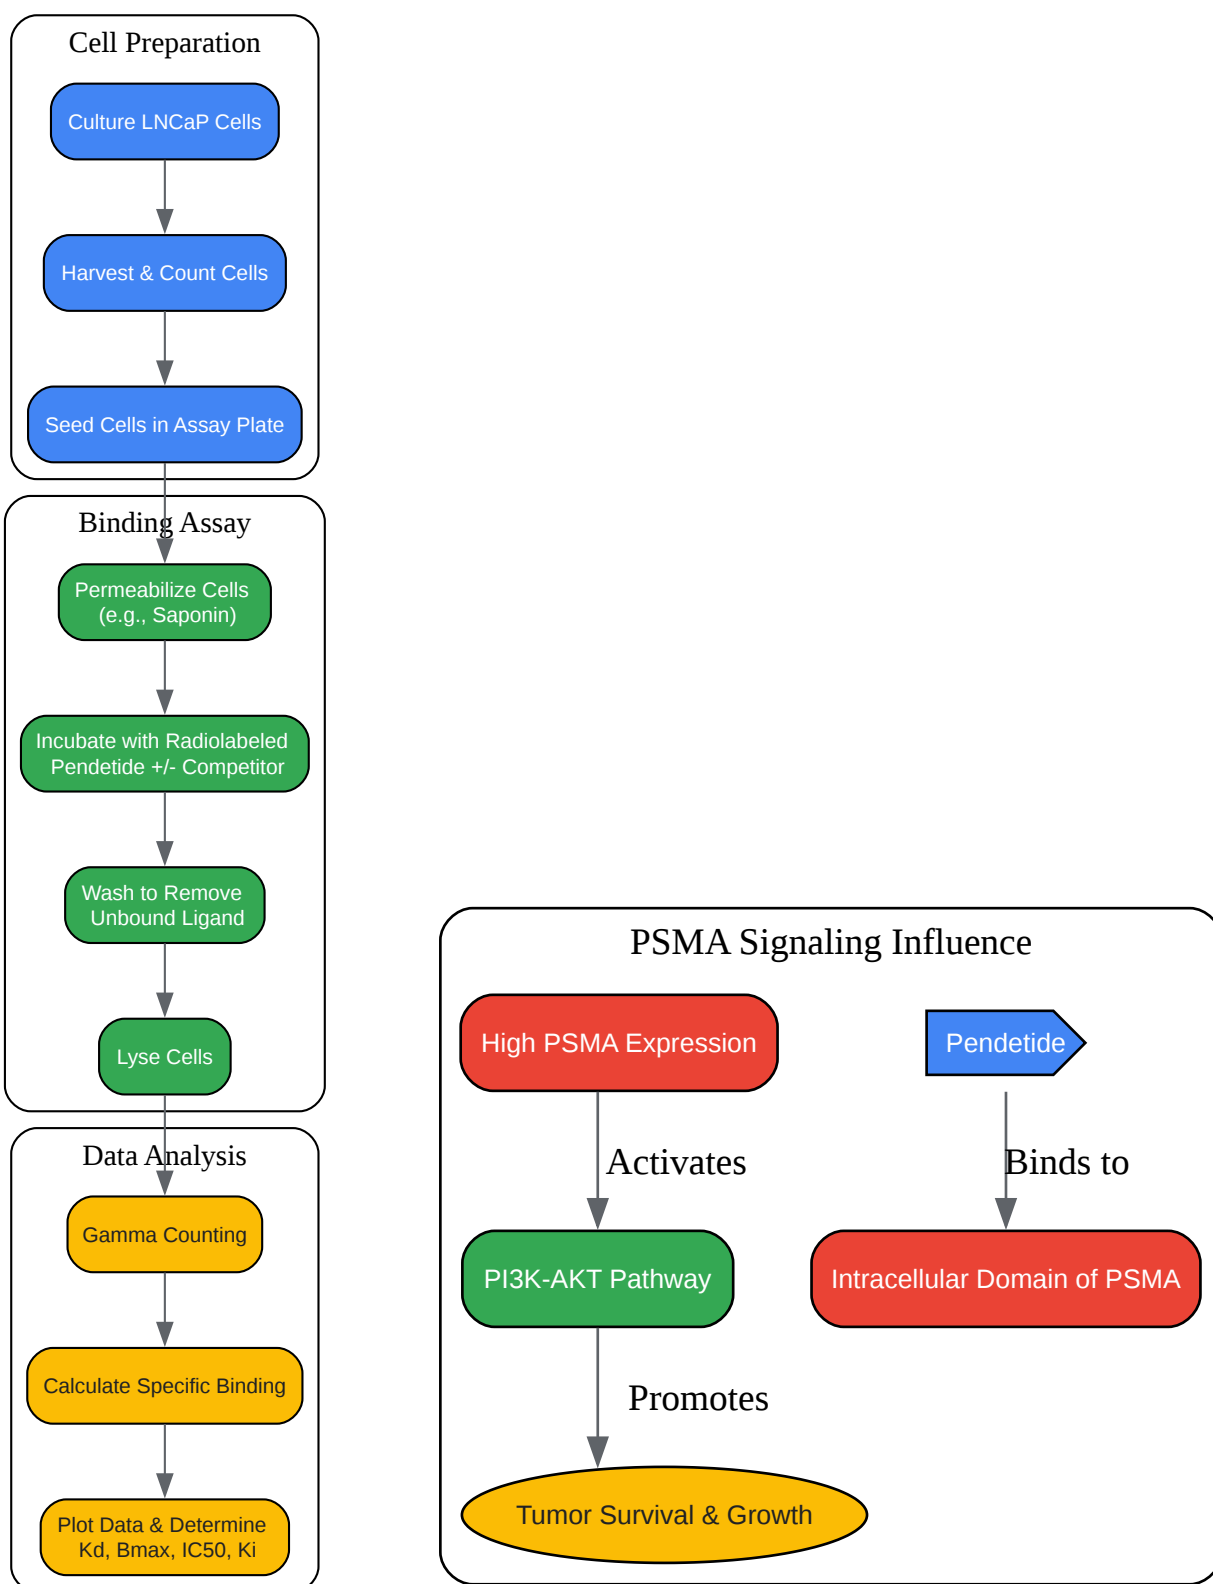 Cell Preparation
Culture LNCaP Cells
Harvest & Count Cells
Seed Cells in Assay Plate
Binding Assay
Permeabilize Cells
(e.g., Saponin)
Incubate with Radiolabeled
Pendetide +/- Competitor
Wash to Remove
Unbound Ligand
Lyse Cells
Data Analysis
Gamma Counting
Calculate Specific Binding
Plot Data & Determine
Kd, Bmax, IC50, Ki
PSMA Signaling Influence
High PSMA Expression
Pendetide
Activates
Binds to
PI3K-AKT Pathway
Intracellular Domain of PSMA
Promotes
Tumor Survival & Growth